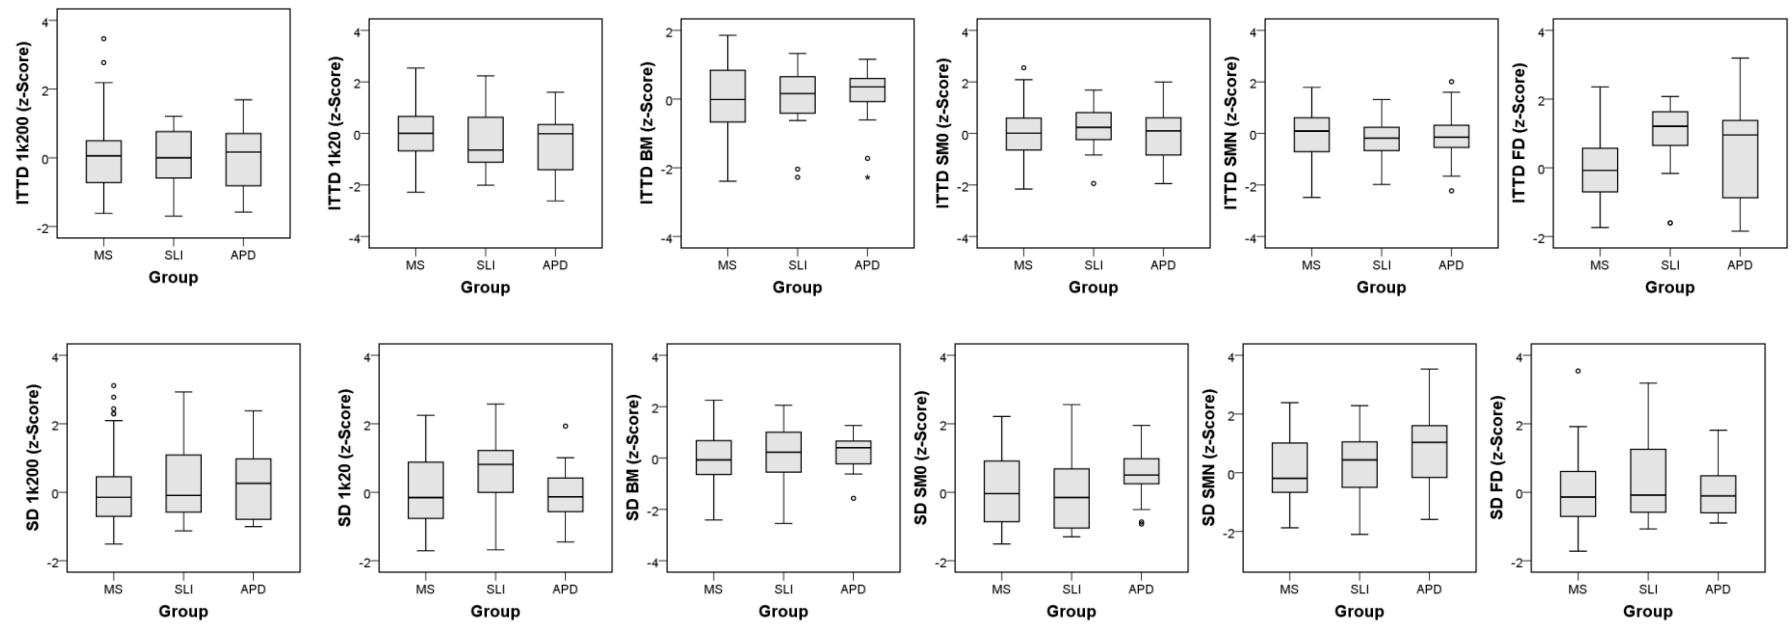 ITTD 1k200 (z-Score)
4
2
0
-2
MS SLI APD
Group
ITTD 1k20 (z-Score)
4
2
0
-2
-4
MS SLI APD
Group
ITTD BM (z-Score)
2
0
-2
-4
*
MS SLI APD
Group
ITTD SM0 (z-Score)
4
2
0
-2
-4
MS SLI APD
Group
ITTD SMN (z-Score)
4
2
0
-2
-4
MS SLI APD
Group
ITTD FD (z-Score)
4
2
0
-2
MS SLI APD
Group
SD 1k200 (z-Score)
4
2
0
-2
MS SLI APD
Group
SD 1k20 (z-Score)
4
2
0
-2
MS SLI APD
Group
SD BM (z-Score)
4
2
0
-2
-4
MS SLI APD
Group
SD SM0 (z-Score)
4
2
0
-2
MS SLI APD
Group
SD SMN (z-Score)
4
2
0
-2
MS SLI APD
Group
SD FD (z-Score)
4
2
0
-2
MS SLI APD
Group